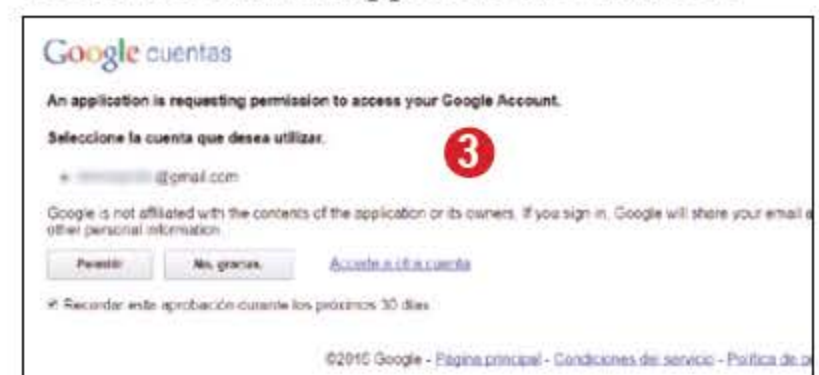 Google cuentas
An application is requesting permission to access your Google Account.
Seleccione la cuenta que desea utilizar.
3
@gmail.com
Google is not affiliated with the contents of the application or its owners. If you sign in, Google will share your email
other personal information
Permitir No, gracias. Accede a otra cuenta
Recordar esta aprobación durante los próximos 30 días
Google - Página principal - Condiciones del servicio - Política de